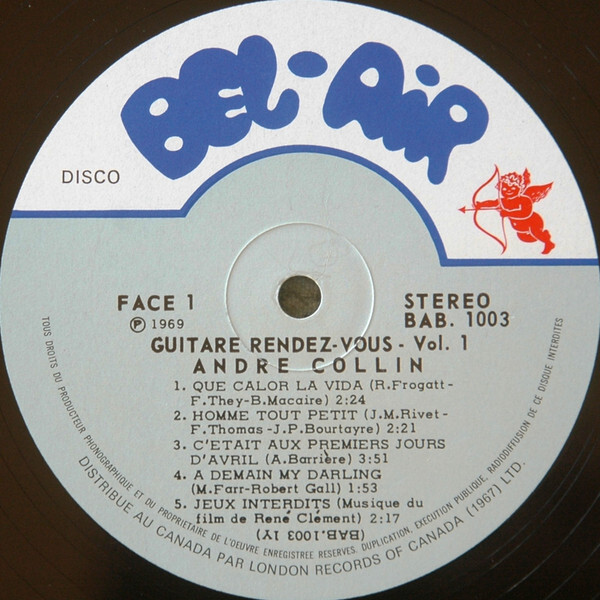 BEL-AIR
DISCO
FACE 1
℗ 1969
STEREO
BAB. 1003
GUITARE RENDEZ-VOUS - Vol. 1
ANDRE COLLIN
1. QUE CALOR LA VIDA (R.Frogatt-
F.They-B.Macaire) 2:24
2. HOMME TOUT PETIT (J.M.Rivet-
F.Thomas-J.P.Bourtayre) 2:21
3. C'ETAIT AUX PREMIERS JOURS
D'AVRIL (A.Barrière) 3:51
4. A DEMAIN MY DARLING
(M.Farr-Robert Gall) 1:53
5. JEUX INTERDITS (Musique du
film de René Clément) 2:17
(BAB.1003 1Y)
TOUS DROITS DU PRODUCTEUR PHONOGRAPHIQUE ET DU PROPRIETAIRE DE L'OEUVRE ENREGISTREE RESERVES. DUPLICATION, EXECUTION PUBLIQUE, RADIODIFFUSION DE CE DISQUE INTERDITES
DISTRIBUE AU CANADA PAR LONDON RECORDS OF CANADA (1967) LTD.